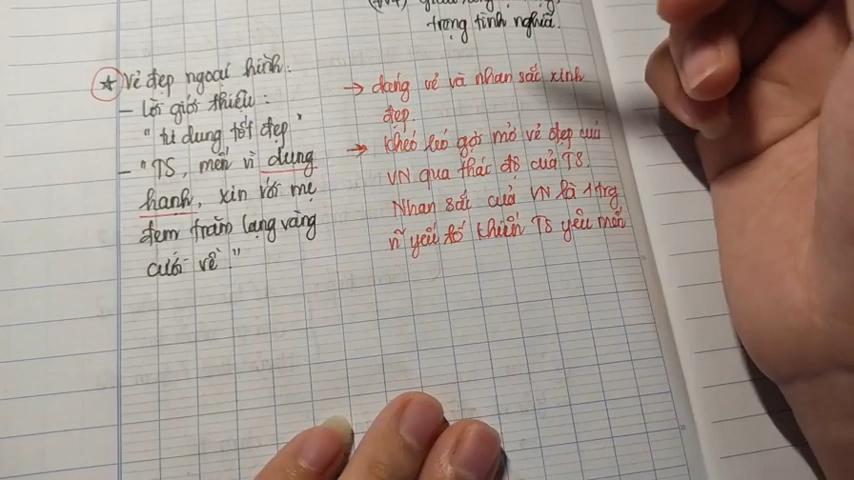 trọng tình nghĩa.
* Vẻ đẹp ngoại hình:
- Lời giới thiệu:
"tư dung tốt đẹp"
- "TS, mến vì dung
hạnh, xin với mẹ
đem trăm lạng vàng
cưới về."
→ dáng vẻ và nhan sắc xinh
đẹp.
→ Khéo léo gợi mở vẻ đẹp của
VN qua thái độ của TS.
Nhan sắc của VN là 1 trg
n~ yếu tố khiến TS yêu mến